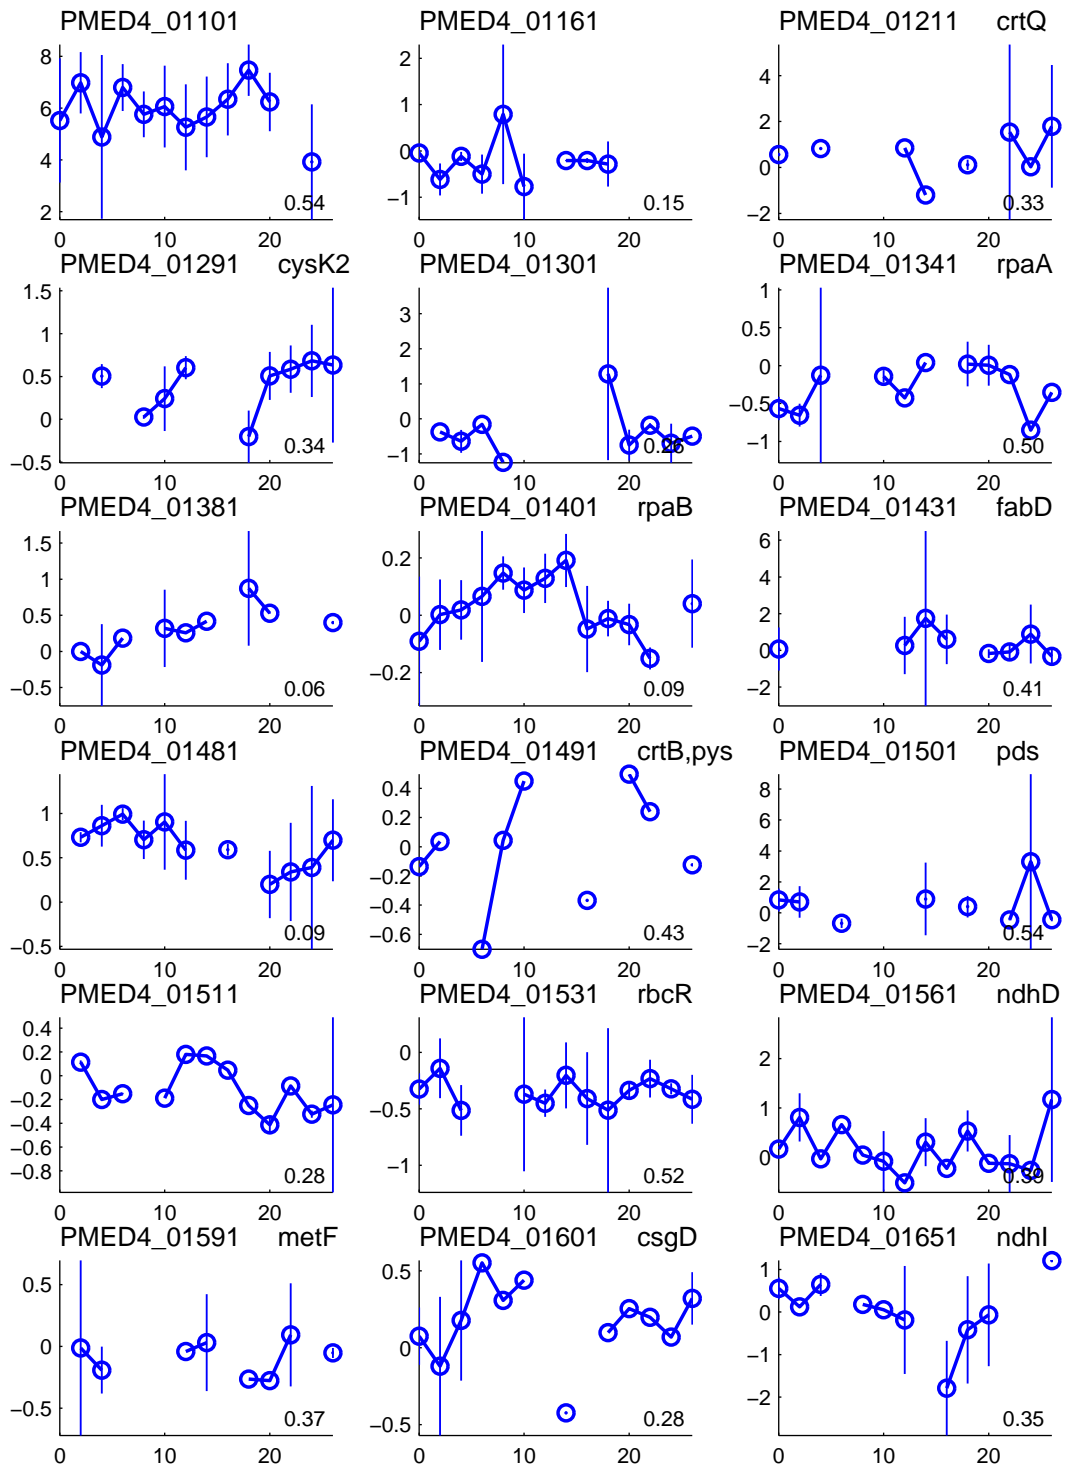 PMED4_01101 PMED4_01161 PMED4_01211 crtQ
8 6 4 2 0.54 0 10 20
2 1 0 −1 0.15 0 10 20
4 2 0 −2 0.33 0 10 20
PMED4_01291 cysK2 PMED4_01301 PMED4_01341 rpaA
1.5 1 0.5 0 −0.5 0.34 0 10 20
3 2 1 0 −1 0.26 0 10 20
1 0.5 0 −0.5 −1 0.50 0 10 20
PMED4_01381 PMED4_01401 rpaB PMED4_01431 fabD
1.5 1 0.5 0 −0.5 0.06 0 10 20
0.2 0 −0.2 0.09 0 10 20
6 4 2 0 −2 0.41 0 10 20
PMED4_01481 PMED4_01491 crtB,pys PMED4_01501 pds
1 0.5 0 −0.5 0.09 0 10 20
0.4 0.2 0 −0.2 −0.4 −0.6 0.43 0 10 20
8 6 4 2 0 −2 0.54 0 10 20
PMED4_01511 PMED4_01531 rbcR PMED4_01561 ndhD
0.4 0.2 0 −0.2 −0.4 −0.6 −0.8 0.28 0 10 20
0 −0.5 −1 0.52 0 10 20
2 1 0 0.39 0 10 20
PMED4_01591 metF PMED4_01601 csgD PMED4_01651 ndhI
0.5 0 −0.5 0.37 0 10 20
0.5 0 −0.5 0.28 0 10 20
1 0 −1 −2 0.35 0 10 20